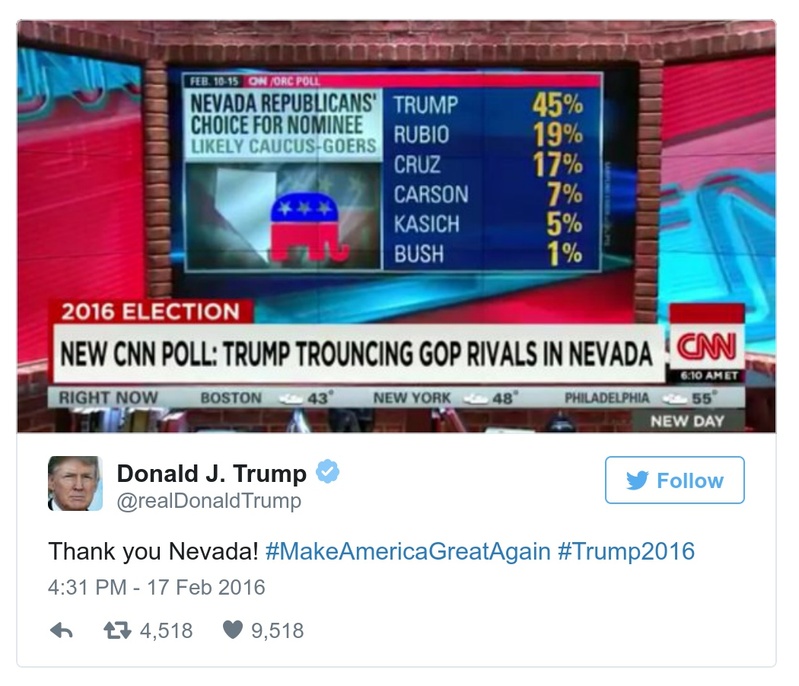 FEB. 10-15 CNN/ORC POLL
NEVADA REPUBLICANS'
CHOICE FOR NOMINEE
LIKELY CAUCUS-GOERS
TRUMP 45%
RUBIO 19%
CRUZ 17%
CARSON 7%
KASICH 5%
BUSH 1%
2016 ELECTION
NEW CNN POLL: TRUMP TROUNCING GOP RIVALS IN NEVADA
CNN
6:10 AM ET
RIGHT NOW BOSTON 43° NEW YORK 48° PHILADELPHIA 55°
NEW DAY
Donald J. Trump
@realDonaldTrump
Follow
Thank you Nevada! #MakeAmericaGreatAgain #Trump2016
4:31 PM - 17 Feb 2016
4,518 9,518